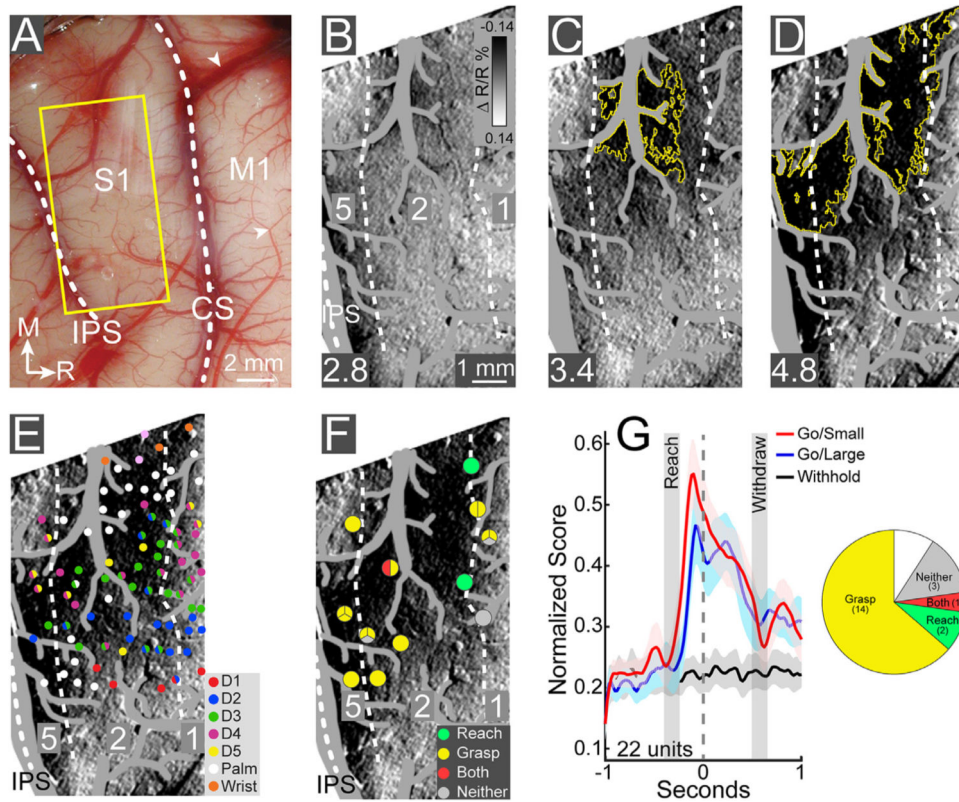 A
S1
M1
IPS
CS
M
R
2 mm
B
-0.14
Δ R/R %
0.14
5
2
1
IPS
2.8
1 mm
C
3.4
D
4.8
E
5
2
1
IPS
D1
D2
D3
D4
D5
Palm
Wrist
F
5
2
1
IPS
Reach
Grasp
Both
Neither
G
Go/Small
Go/Large
Withhold
Normalized Score
0.6
0.5
0.4
0.3
0.2
0.1
Reach
Withdraw
22 units
-1
0
1
Seconds
Neither
(3)
Both (1
Reach
(2)
Grasp
(14)